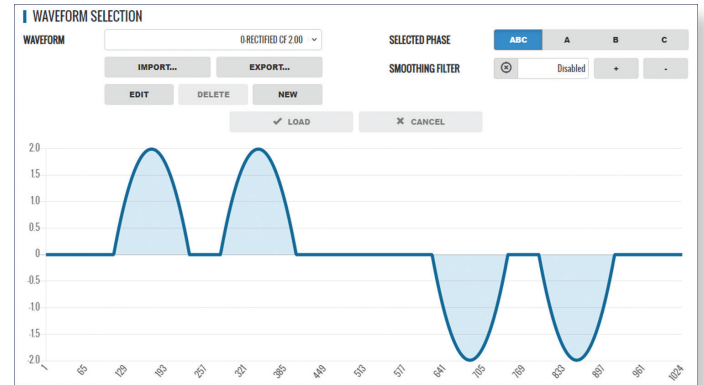 WAVEFORM SELECTION
WAVEFORM 0-RECTIFIED CF 2.00 SELECTED PHASE ABC A B C
IMPORT... EXPORT... SMOOTHING FILTER Disabled + -
EDIT DELETE NEW
LOAD CANCEL
2.0
1.5
1.0
0.5
0
-0.5
-1.0
-1.5
-2.0
1 65 129 193 257 321 385 449 513 577 641 705 769 833 897 961 1024